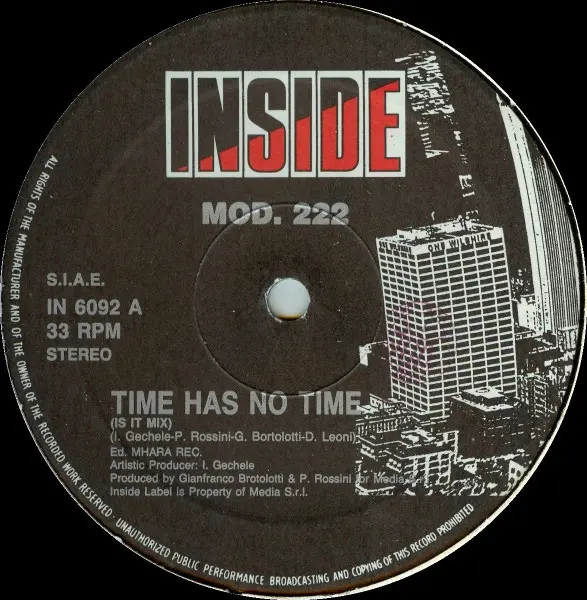 INSIDE
MOD. 222
ONE WILSHIRE
S.I.A.E.
IN 6092 A
33 RPM
STEREO
TIME HAS NO TIME
(IS IT MIX)
(I. Gechele-P. Rossini-G. Bortolotti-D. Leoni)
Ed. MHARA REC.
Artistic Producer: I. Gechele
Produced by Gianfranco Brotolotti & P. Rossini for Media
Inside Label is Property of Media S.r.l.
ALL RIGHTS OF THE MANUFACTURER AND OF THE OWNER OF THE RECORDED WORK RESERVED - UNAUTHORIZED PUBLIC PERFORMANCE BROADCASTING AND COPYING OF THIS RECORD PROHIBITED